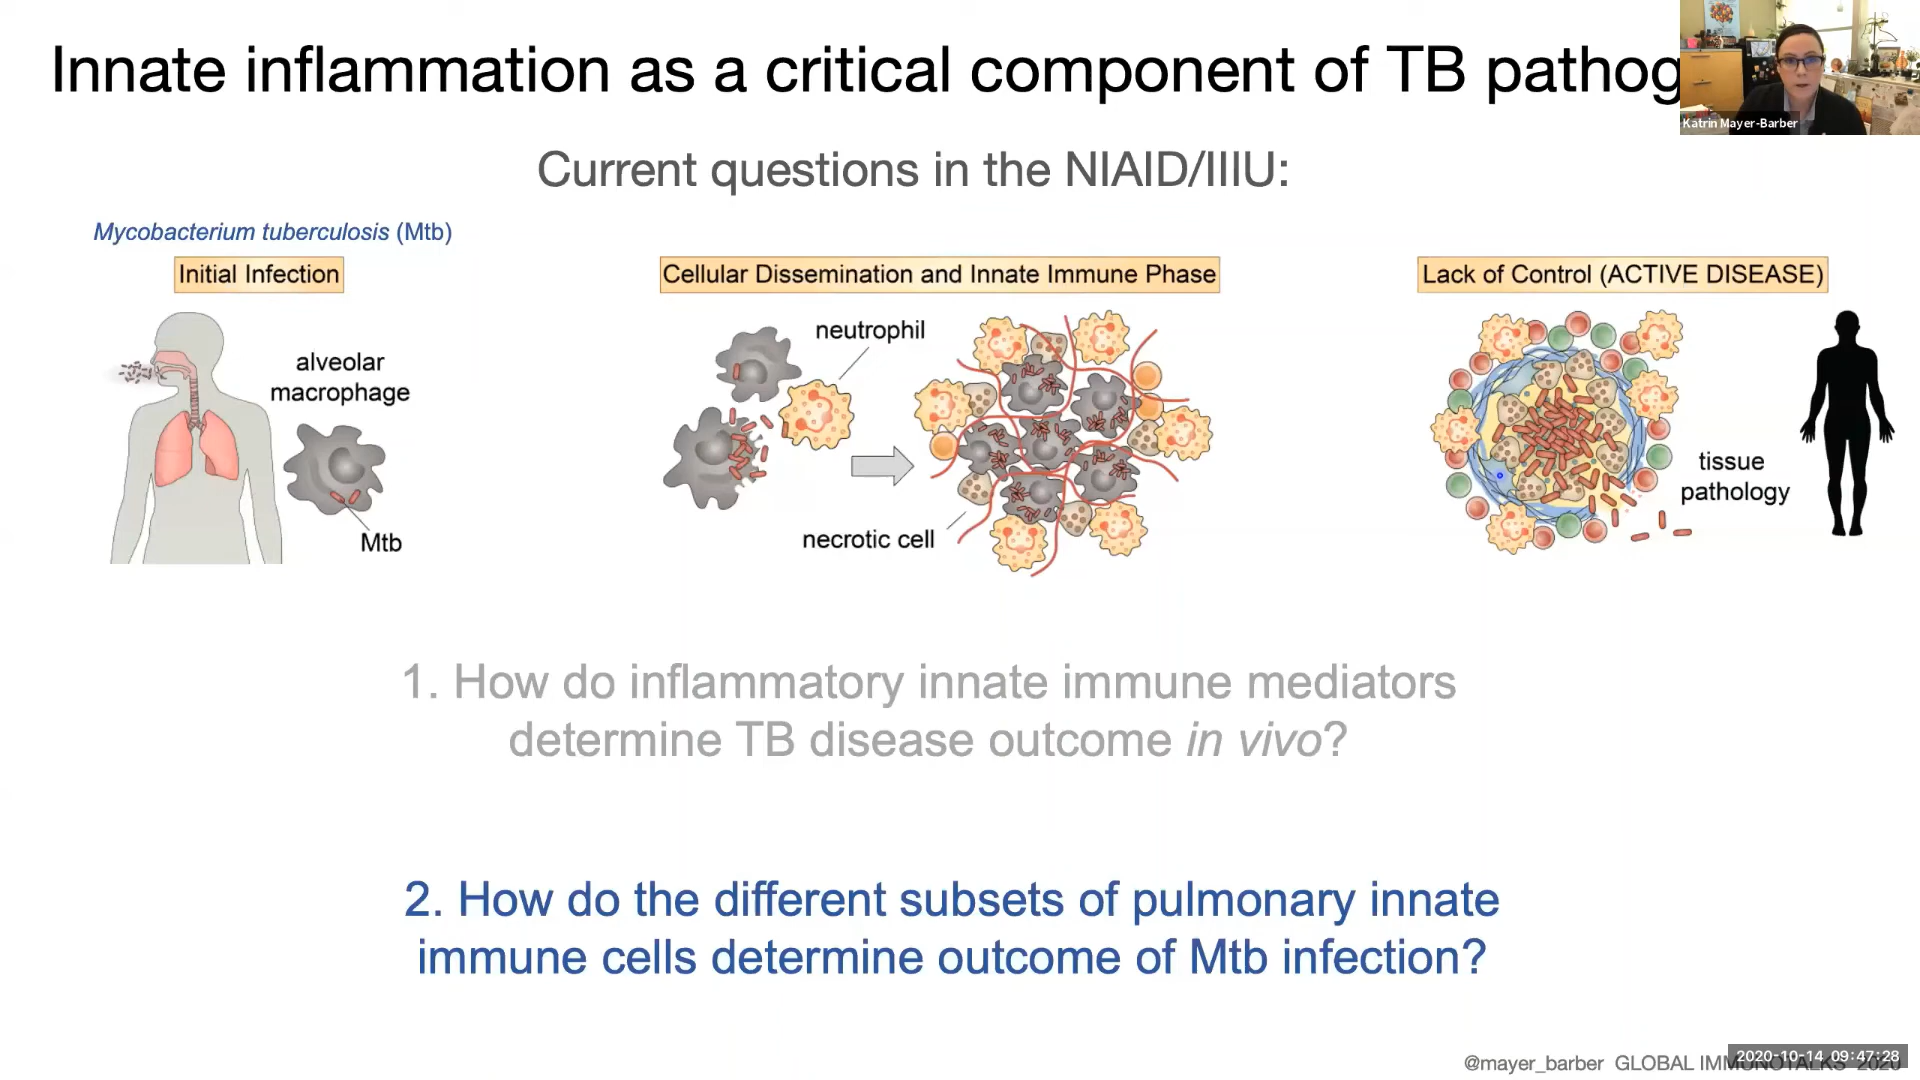 Innate inflammation as a critical component of TB pathog
Katrin Mayer-Barber
Current questions in the NIAID/IIIU:
Mycobacterium tuberculosis (Mtb)
Initial Infection
alveolar
macrophage
Mtb
Cellular Dissemination and Innate Immune Phase
neutrophil
necrotic cell
Lack of Control (ACTIVE DISEASE)
tissue
pathology
1. How do inflammatory innate immune mediators
determine TB disease outcome in vivo?
2. How do the different subsets of pulmonary innate
immune cells determine outcome of Mtb infection?
@mayer_barber GLOBAL IMMUNOTALKS 2020
2020-10-14 09:47:28